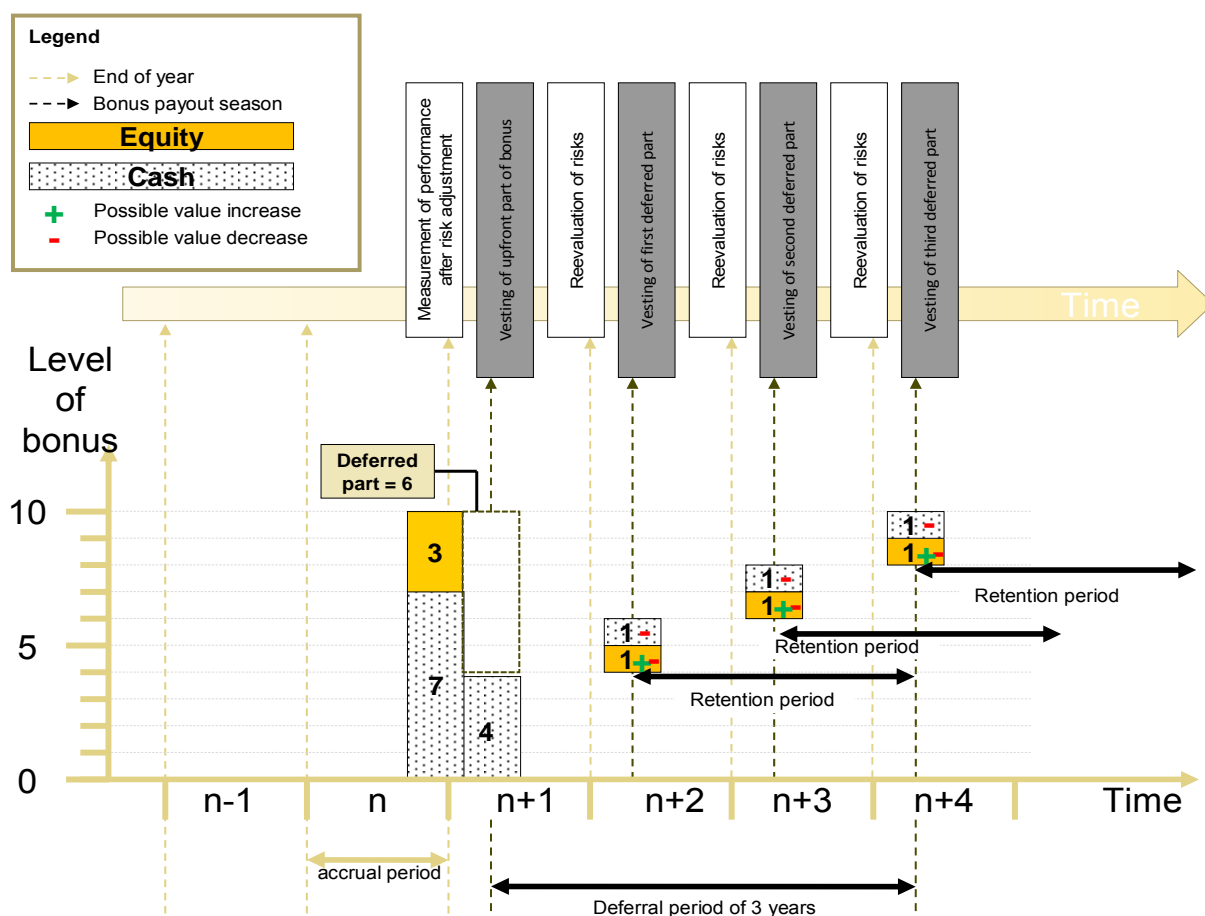 Legend
End of year
Bonus payout season
Equity
Cash
+ Possible value increase
- Possible value decrease
Measurement of performance
after risk adjustment
Vesting of upfront part of bonus
Reevaluation of risks
Vesting of first deferred part
Reevaluation of risks
Vesting of second deferred part
Reevaluation of risks
Vesting of third deferred part
Time
Level
of
bonus
Deferred
part = 6
10
5
0
3
7
4
1 -
1 + -
1 -
1 + -
1 -
1 + -
Retention period
Retention period
Retention period
n-1
n
n+1
n+2
n+3
n+4
Time
accrual period
Deferral period of 3 years